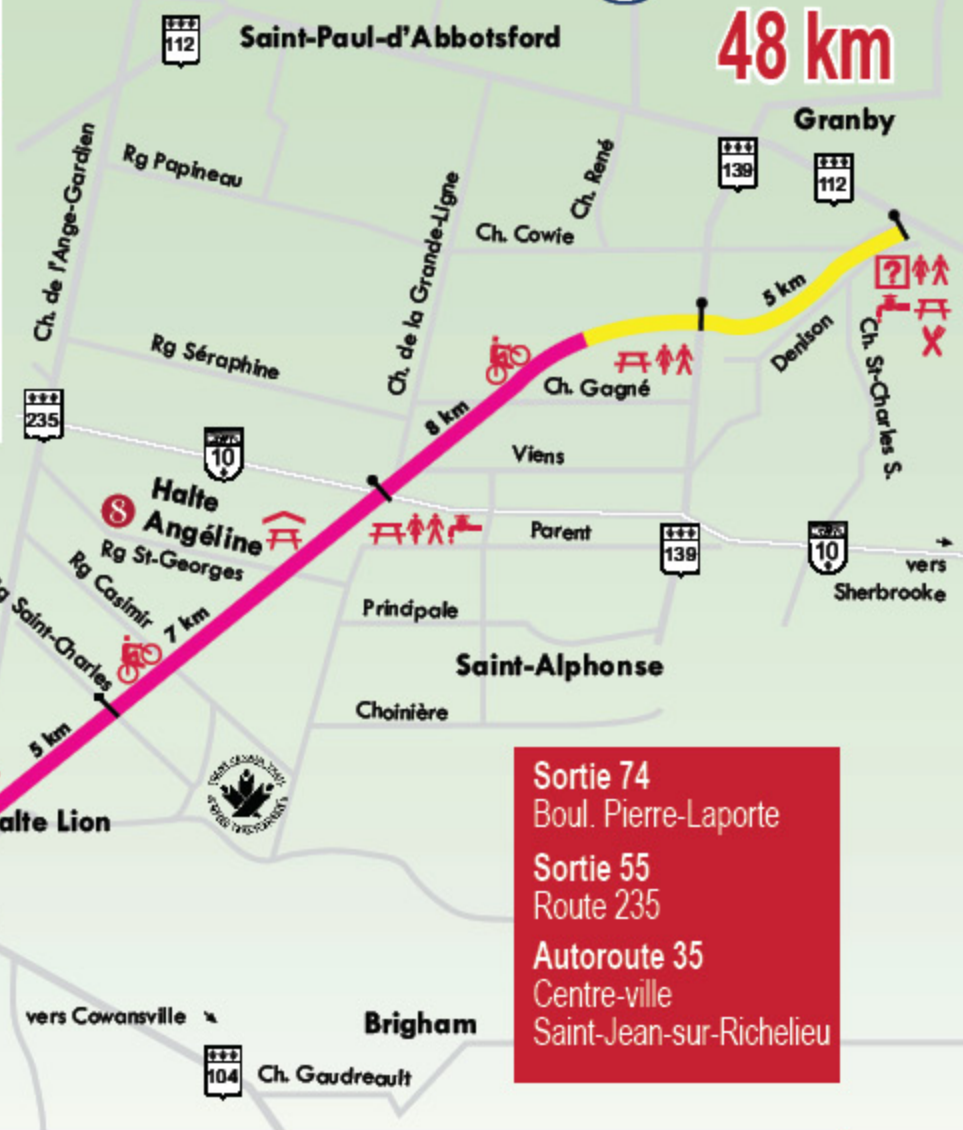 112
Saint-Paul-d'Abbotsford
48 km
Granby
139
112
Ch. de l'Ange-Gardien
Rg Papineau
Ch. de la Grande-Ligne
Ch. René
Ch. Cowie
5 km
?
Denison
Ch. St-Charles S.
Rg Séraphine
Ch. Gagné
8 km
235
10
Viens
8
Halte
Angéline
Parent
139
10
vers
Sherbrooke
Rg St-Georges
Rg Casimir
Saint-Charles
7 km
Principale
Saint-Alphonse
Choinière
5 km
Lion
Sortie 74
Boul. Pierre-Laporte
Sortie 55
Route 235
Autoroute 35
Centre-ville
Saint-Jean-sur-Richelieu
vers Cowansville
Brigham
104
Ch. Gaudreault